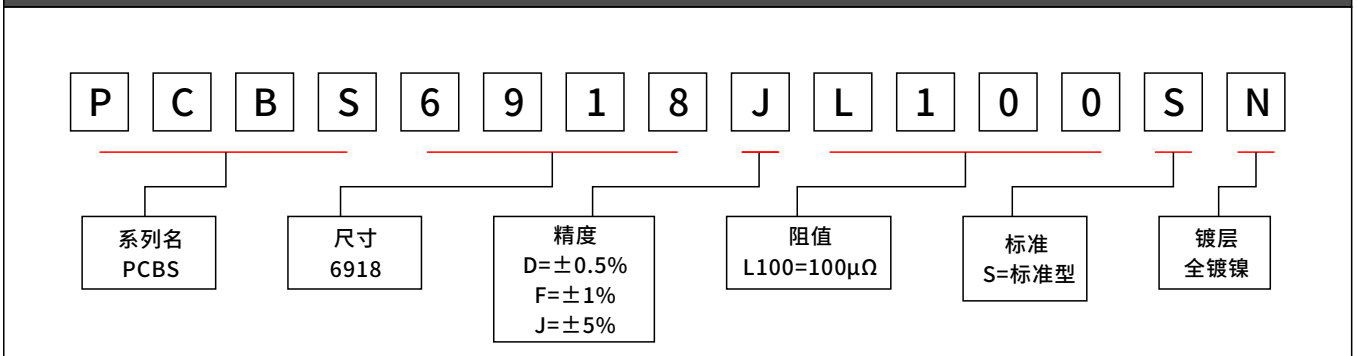 P C B S 6 9 1 8 J L 1 0 0 S N
系列名
PCBS
尺寸
6918
精度
D=±0.5%
F=±1%
J=±5%
阻值
L100=100μΩ
标准
S=标准型
镀层
全镀镍